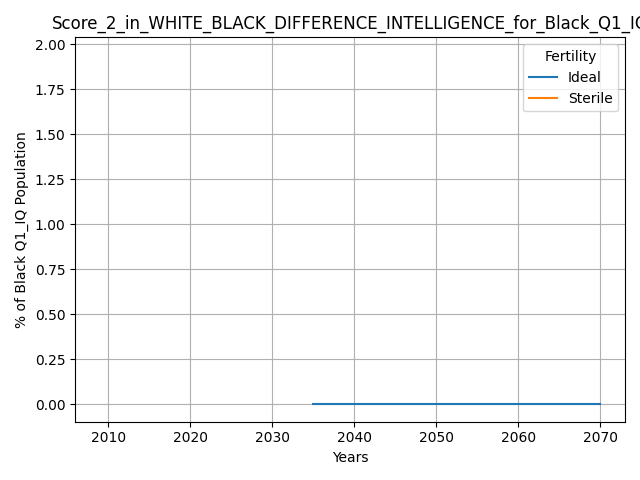 Score_2_in_WHITE_BLACK_DIFFERENCE_INTELLIGENCE_for_Black_Q1_IQ
2.00
1.75
1.50
1.25
1.00
0.75
0.50
0.25
0.00
% of Black Q1_IQ Population
Fertility
Ideal
Sterile
2010 2020 2030 2040 2050 2060 2070
Years